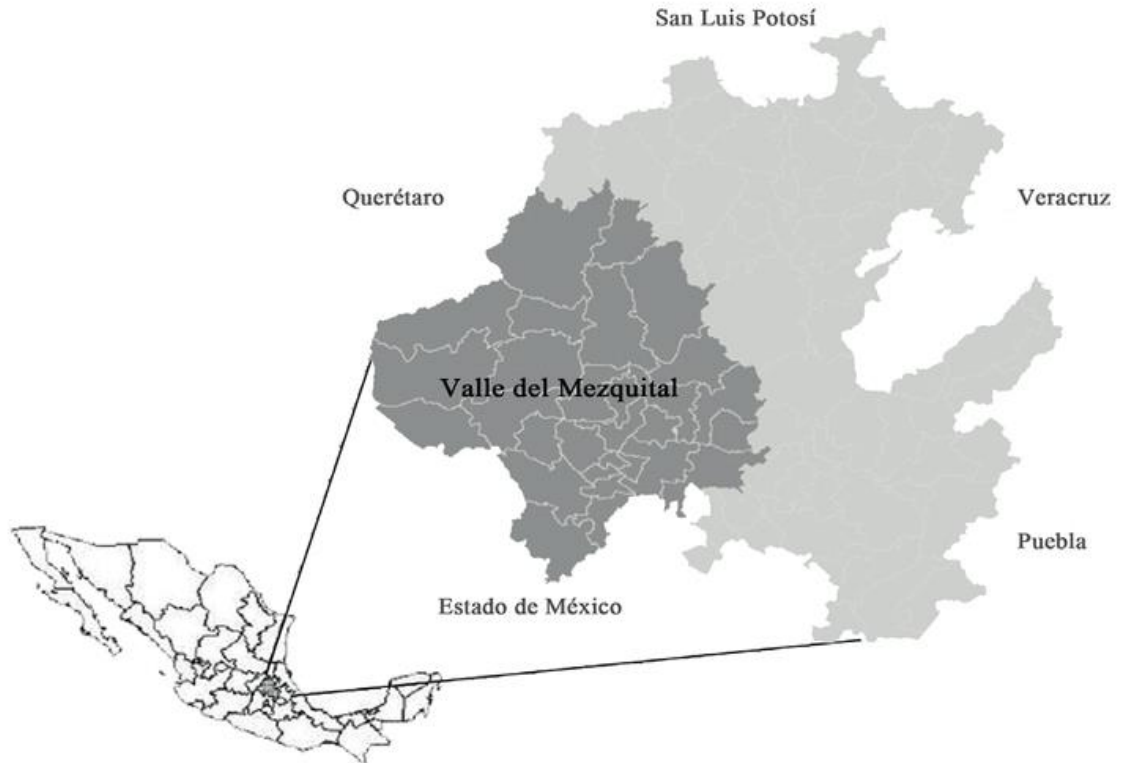 San Luis Potosí
Querétaro
Veracruz
Valle del Mezquital
Puebla
Estado de México